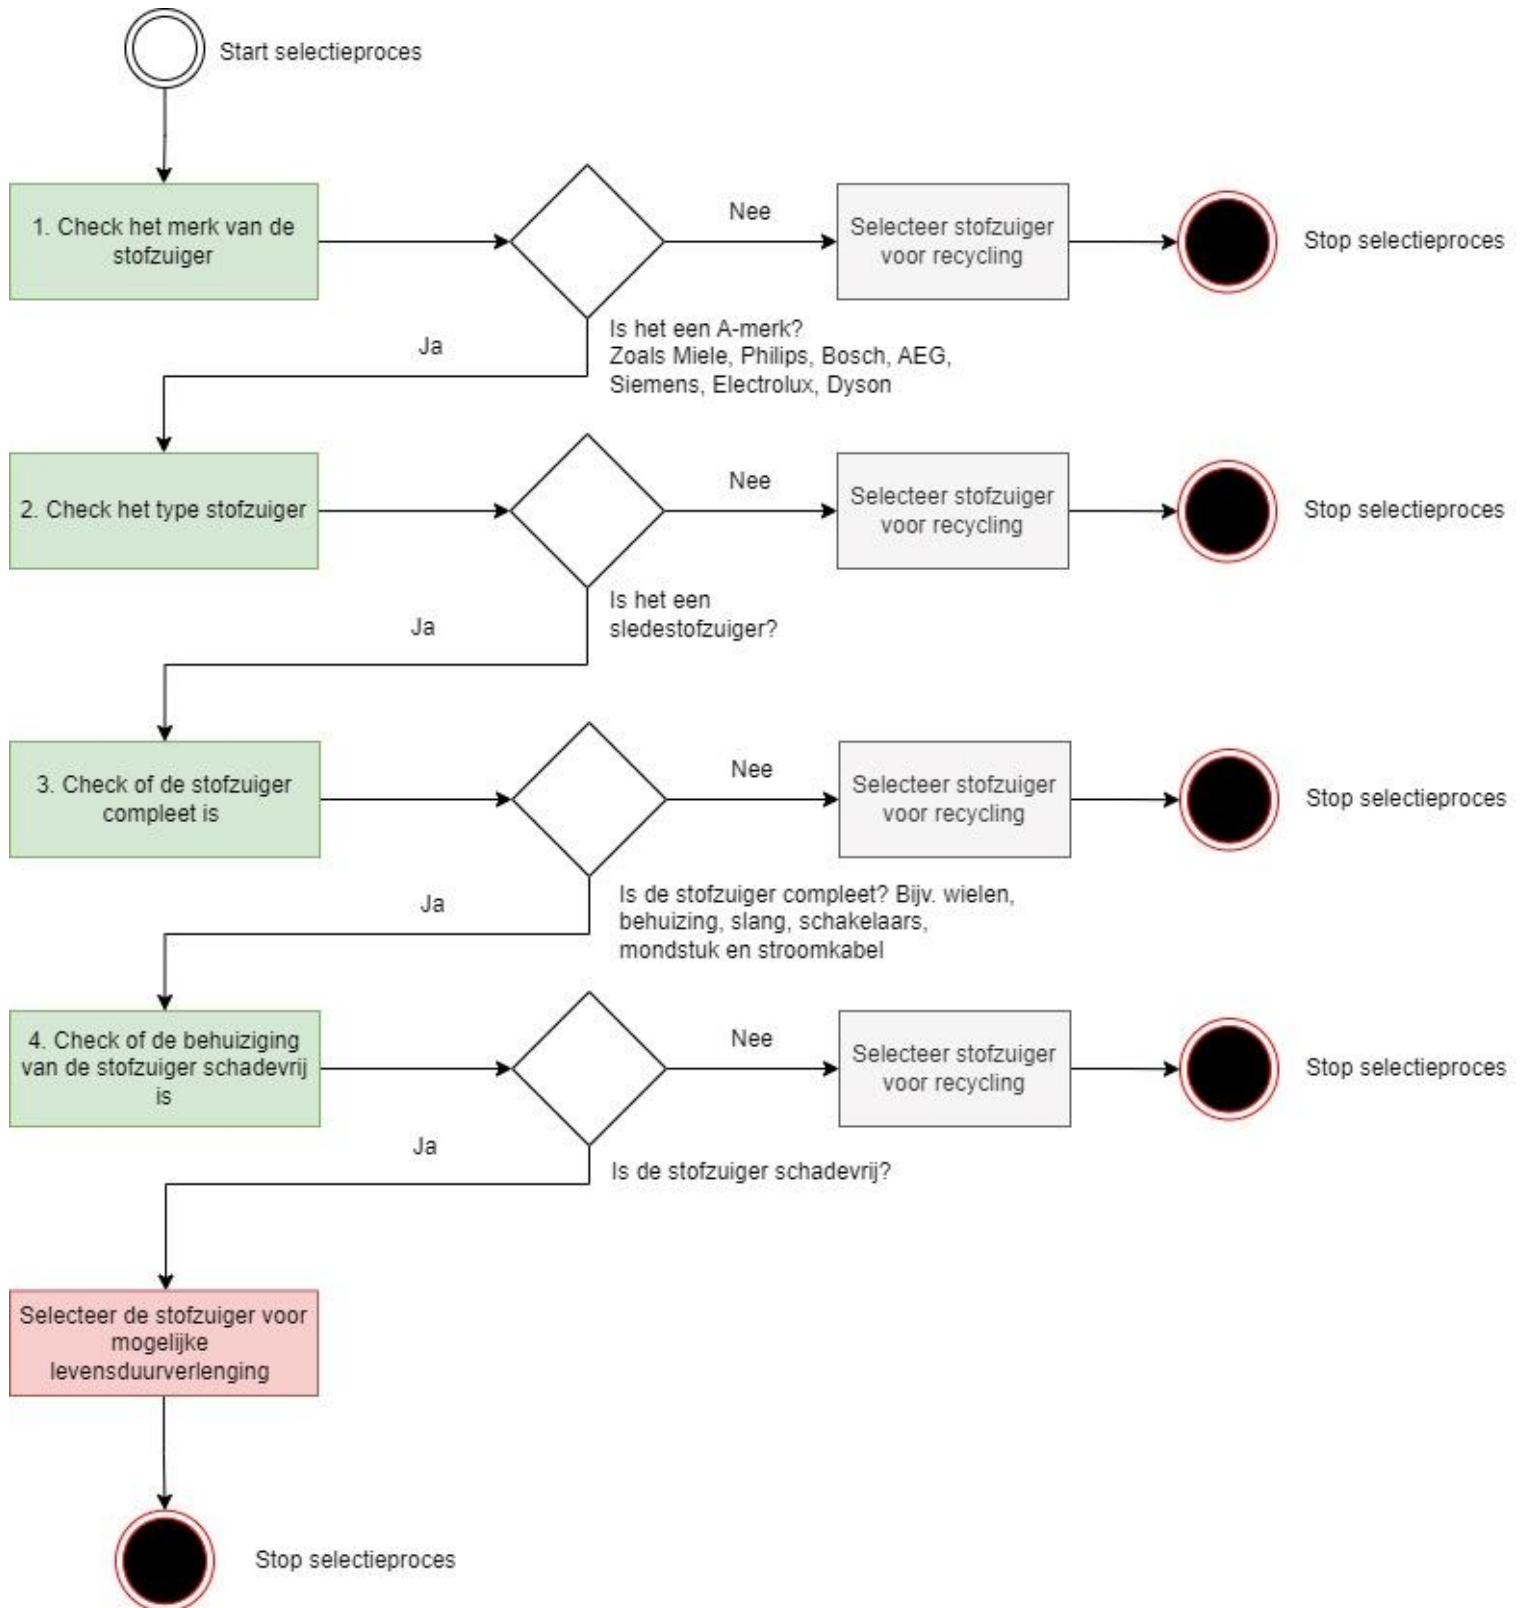 Start selectieproces
1. Check het merk van de
stofzuiger
Nee
Selecteer stofzuiger
voor recycling
Stop selectieproces
Ja
Is het een A-merk?
Zoals Miele, Philips, Bosch, AEG,
Siemens, Electrolux, Dyson
2. Check het type stofzuiger
Nee
Selecteer stofzuiger
voor recycling
Stop selectieproces
Ja
Is het een
sledestofzuiger?
3. Check of de stofzuiger
compleet is
Nee
Selecteer stofzuiger
voor recycling
Stop selectieproces
Ja
Is de stofzuiger compleet? Bijv. wielen,
behuizing, slang, schakelaars,
mondstuk en stroomkabel
4. Check of de behuiziging
van de stofzuiger schadevrij
is
Nee
Selecteer stofzuiger
voor recycling
Stop selectieproces
Ja
Is de stofzuiger schadevrij?
Selecteer de stofzuiger voor
mogelijke
levensduurverlenging
Stop selectieproces